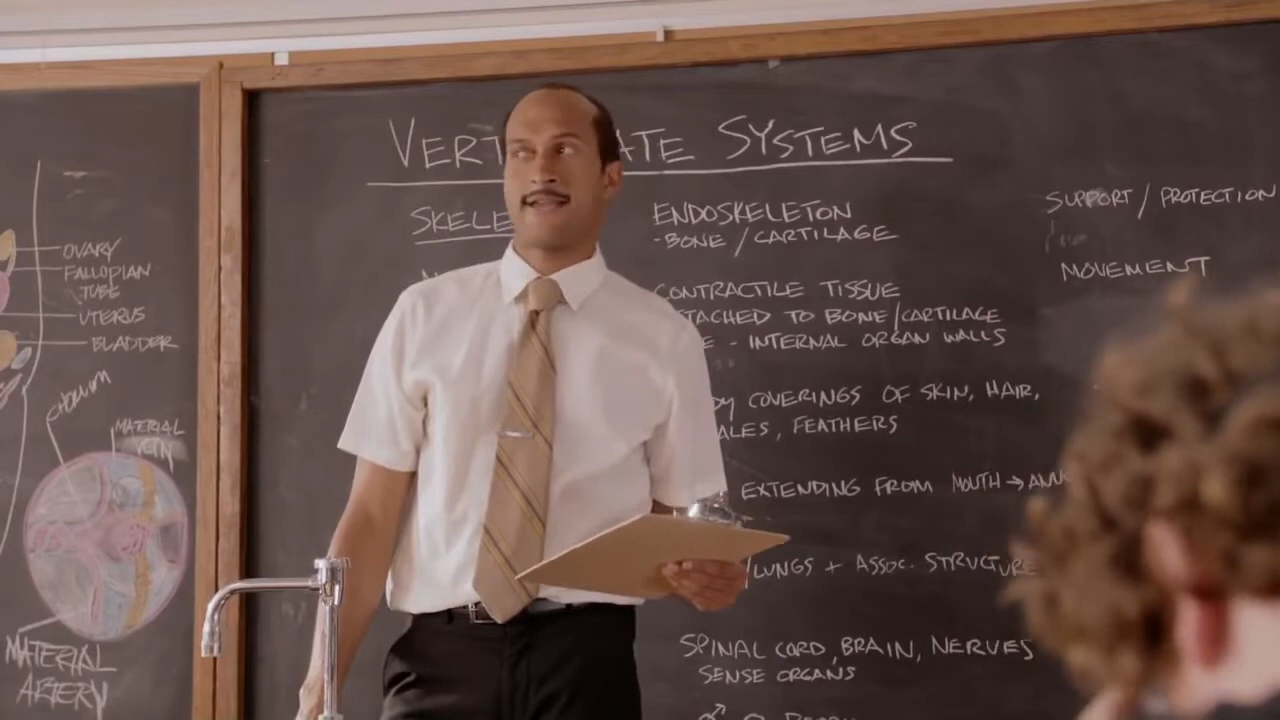 VERT ATE SYSTEMS
SKELE
ENDOSKELETON
-BONE/CARTILAGE
CONTRACTILE TISSUE
TACHED TO BONE/CARTILAGE
E - INTERNAL ORGAN WALLS
DY COVERINGS OF SKIN, HAIR,
ALES, FEATHERS
EXTENDING FROM MOUTH →
/LUNGS + ASSOC. STRUCTURE
SPINAL CORD, BRAIN, NERVES
SENSE ORGANS
SUPPORT / PROTECTION
MOVEMENT
OVARY
FALLOPIAN
TUBE
UTERUS
BLADDER
MATERIAL
MATERIAL
ARTERY